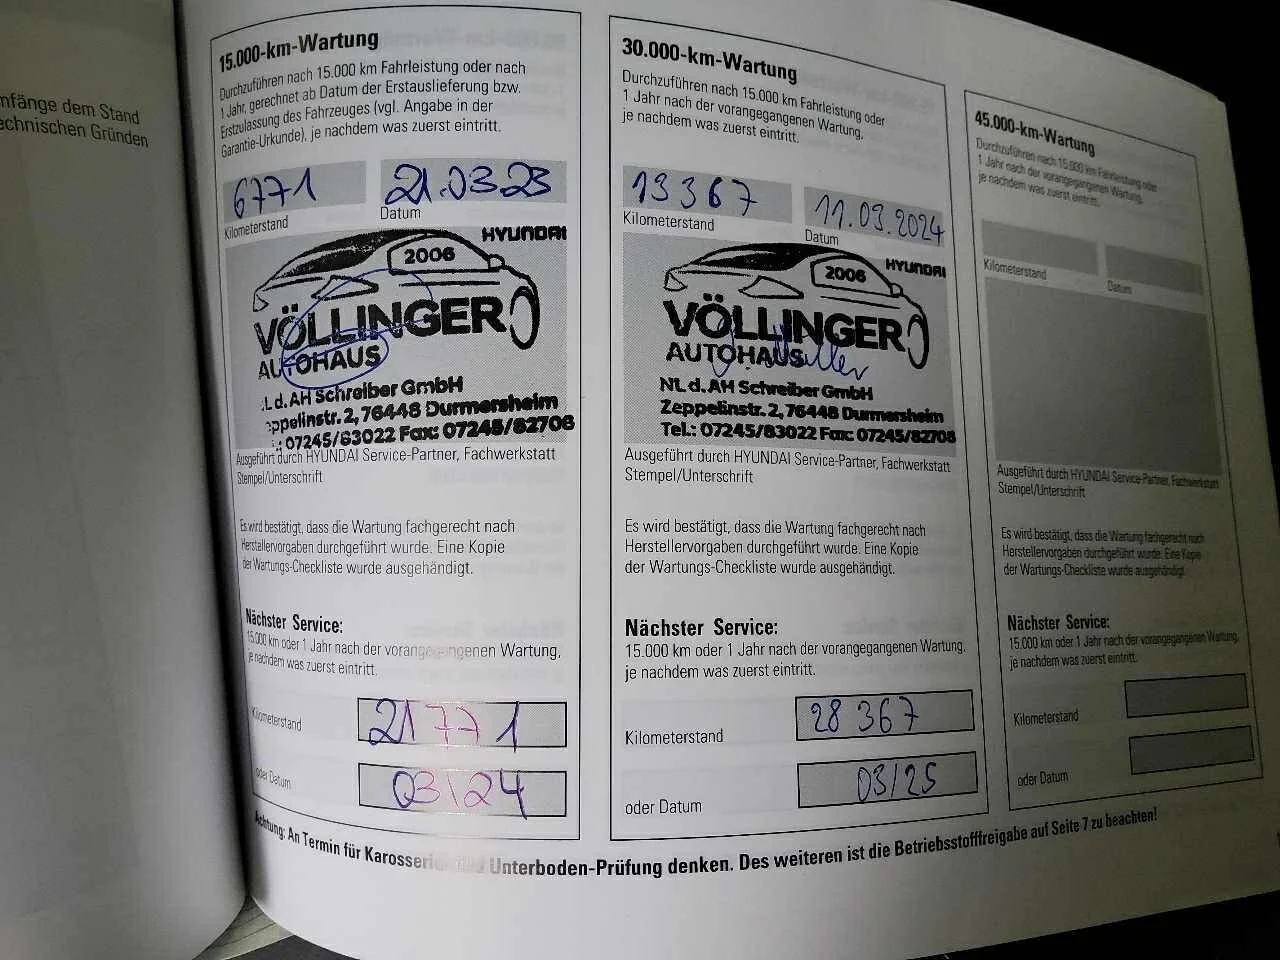 nfänge dem Stand
echnischen Gründen
15.000-km-Wartung
Durchzuführen nach 15.000 km Fahrleistung oder nach
1 Jahr, gerechnet ab Datum der Erstauslieferung bzw.
Erstzulassung des Fahrzeuges (vgl. Angabe in der
Garantie-Urkunde), je nachdem was zuerst eintritt.
6771 21.03.23
Kilometerstand Datum
HYUNDAI
2006
VÖLLINGER
AUTOHAUS
.L d. AH Schreiber GmbH
eppelinstr. 2, 76448 Durmersheim
.: 07245/83022 Fax: 07245/82708
Ausgeführt durch HYUNDAI Service-Partner, Fachwerkstatt
Stempel/Unterschrift
Es wird bestätigt, dass die Wartung fachgerecht nach
Herstellervorgaben durchgeführt wurde. Eine Kopie
der Wartungs-Checkliste wurde ausgehändigt.
Nächster Service:
15.000 km oder 1 Jahr nach der vorangegangenen Wartung,
je nachdem was zuerst eintritt.
Kilometerstand 21771
oder Datum 03/24
30.000-km-Wartung
Durchzuführen nach 15.000 km Fahrleistung oder
1 Jahr nach der vorangegangenen Wartung,
je nachdem was zuerst eintritt.
13367 11.03.2024
Kilometerstand Datum
HYUNDAI
2006
VÖLLINGER
AUTOHAUS
NL d. AH Schreiber GmbH
Zeppelinstr. 2, 76448 Durmersheim
Tel.: 07245/83022 Fax: 07245/82708
Ausgeführt durch HYUNDAI Service-Partner, Fachwerkstatt
Stempel/Unterschrift
Es wird bestätigt, dass die Wartung fachgerecht nach
Herstellervorgaben durchgeführt wurde. Eine Kopie
der Wartungs-Checkliste wurde ausgehändigt.
Nächster Service:
15.000 km oder 1 Jahr nach der vorangegangenen Wartung,
je nachdem was zuerst eintritt.
Kilometerstand 28 367
oder Datum 03/25
45.000-km-Wartung
Durchzuführen nach 15.000 km Fahrleistung oder
1 Jahr nach der vorangegangenen Wartung,
je nachdem was zuerst eintritt.
Kilometerstand Datum
Ausgeführt durch HYUNDAI Service-Partner, Fachwerkstatt
Stempel/Unterschrift
Es wird bestätigt, dass die Wartung fachgerecht nach
Herstellervorgaben durchgeführt wurde. Eine Kopie
der Wartungs-Checkliste wurde ausgehändigt.
Nächster Service:
15.000 km oder 1 Jahr nach der vorangegangenen Wartung,
je nachdem was zuerst eintritt.
Kilometerstand
oder Datum
Achtung: An Termin für Karosserie- und Unterboden-Prüfung denken. Des weiteren ist die Betriebsstofffreigabe auf Seite 7 zu beachten!